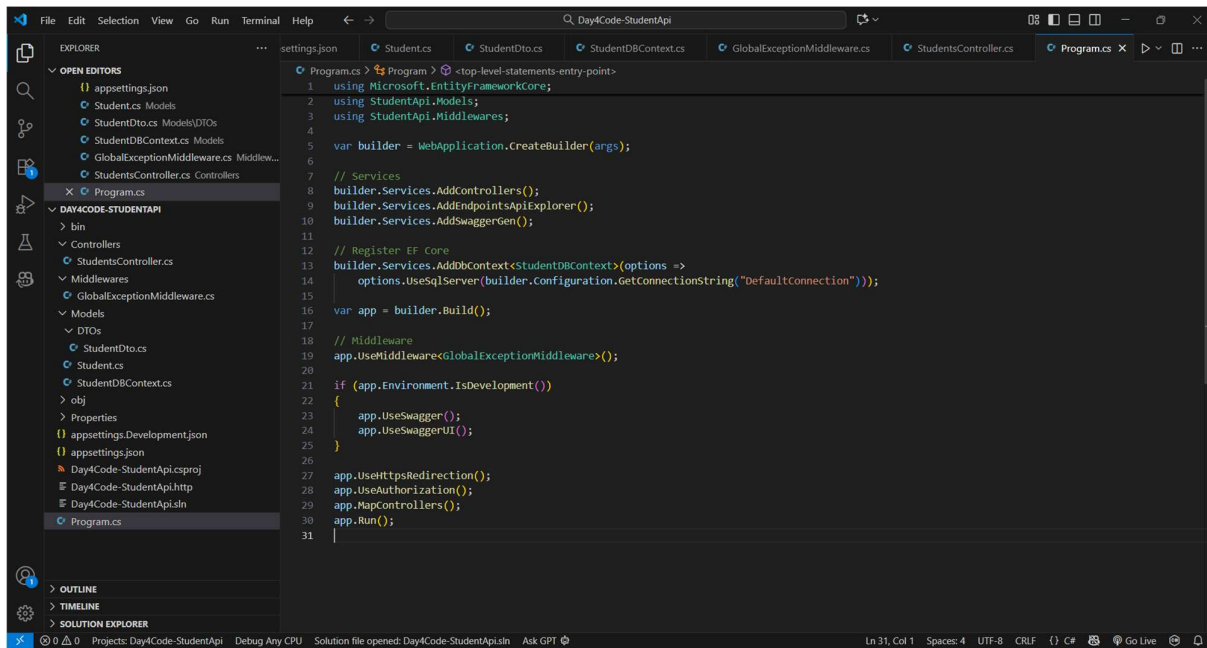 File Edit Selection View Go Run Terminal Help
Day4Code-StudentApi
EXPLORER
OPEN EDITORS
{} appsettings.json
Student.cs Models
StudentDto.cs Models\DTOs
StudentDBContext.cs Models
GlobalExceptionMiddleware.cs Middlew...
StudentsController.cs Controllers
Program.cs
DAY4CODE-STUDENTAPI
bin
Controllers
StudentsController.cs
Middlewares
GlobalExceptionMiddleware.cs
Models
DTOs
StudentDto.cs
Student.cs
StudentDBContext.cs
obj
Properties
{} appsettings.Development.json
{} appsettings.json
Day4Code-StudentApi.csproj
Day4Code-StudentApi.http
Day4Code-StudentApi.sln
Program.cs
OUTLINE
TIMELINE
SOLUTION EXPLORER
settings.json Student.cs StudentDto.cs StudentDBContext.cs GlobalExceptionMiddleware.cs StudentsController.cs Program.cs
Program.cs > Program > <top-level-statements-entry-point>
1 using Microsoft.EntityFrameworkCore;
2 using StudentApi.Models;
3 using StudentApi.Middlewares;
4
5 var builder = WebApplication.CreateBuilder(args);
6
7 // Services
8 builder.Services.AddControllers();
9 builder.Services.AddEndpointsApiExplorer();
10 builder.Services.AddSwaggerGen();
11
12 // Register EF Core
13 builder.Services.AddDbContext<StudentDBContext>(options =>
14 options.UseSqlServer(builder.Configuration.GetConnectionString("DefaultConnection")));
15
16 var app = builder.Build();
17
18 // Middleware
19 app.UseMiddleware<GlobalExceptionMiddleware>();
20
21 if (app.Environment.IsDevelopment())
22 {
23 app.UseSwagger();
24 app.UseSwaggerUI();
25 }
26
27 app.UseHttpsRedirection();
28 app.UseAuthorization();
29 app.MapControllers();
30 app.Run();
31
1
1
0 0 Projects: Day4Code-StudentApi Debug Any CPU Solution file opened: Day4Code-StudentApi.sln Ask GPT Ln 31, Col 1 Spaces: 4 UTF-8 CRLF {} C# Go Live